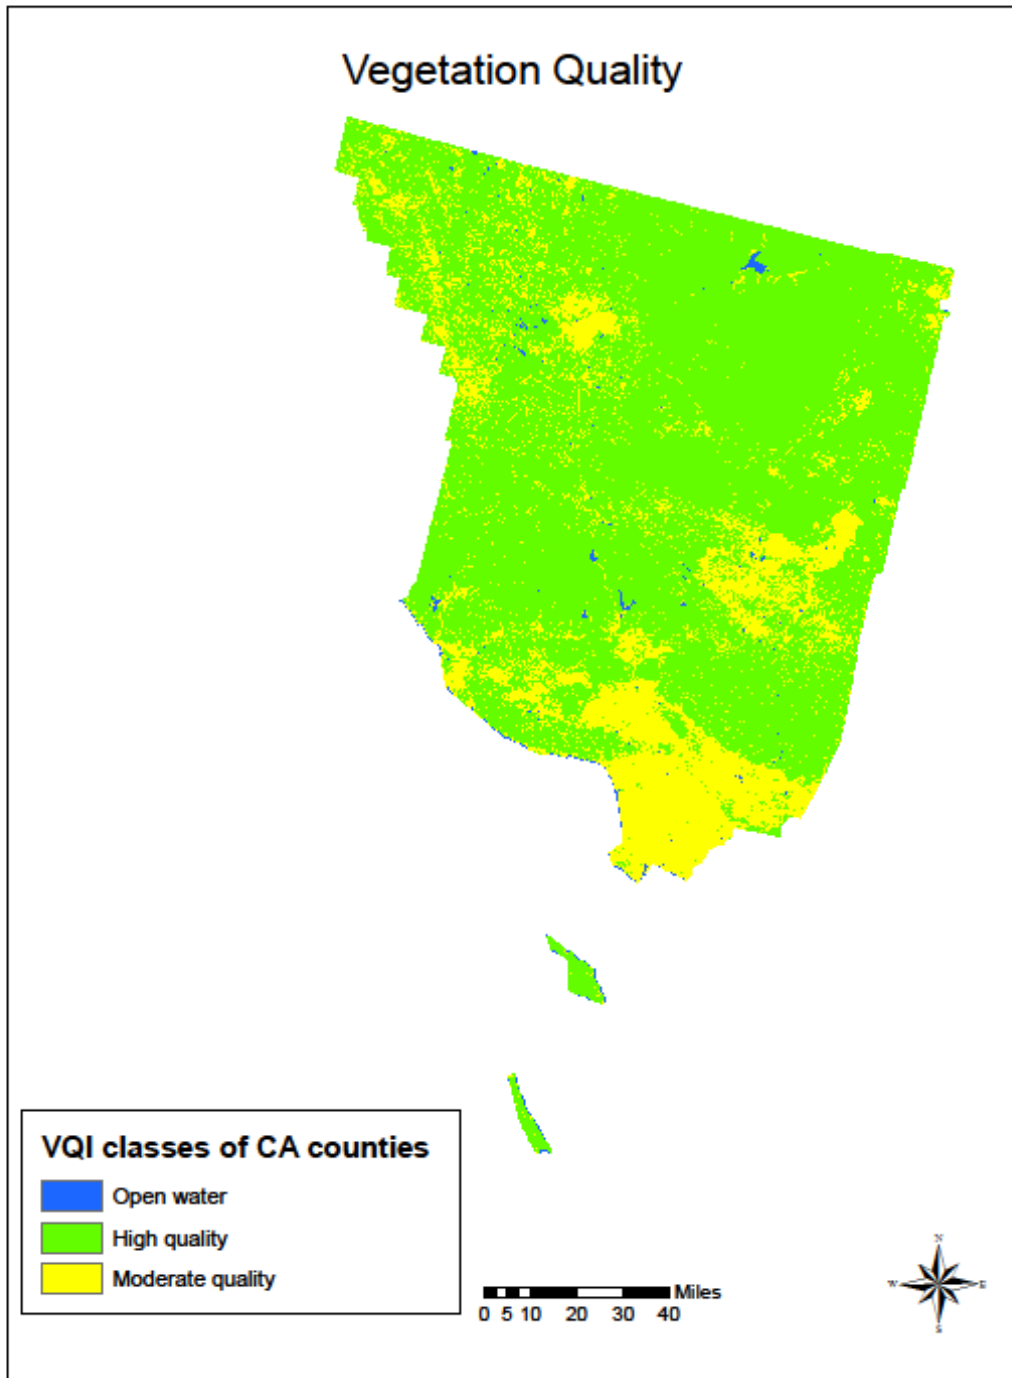 Vegetation Quality
VQI classes of CA counties
Open water
High quality
Moderate quality
Miles
0 5 10 20 30 40
N
W E
S